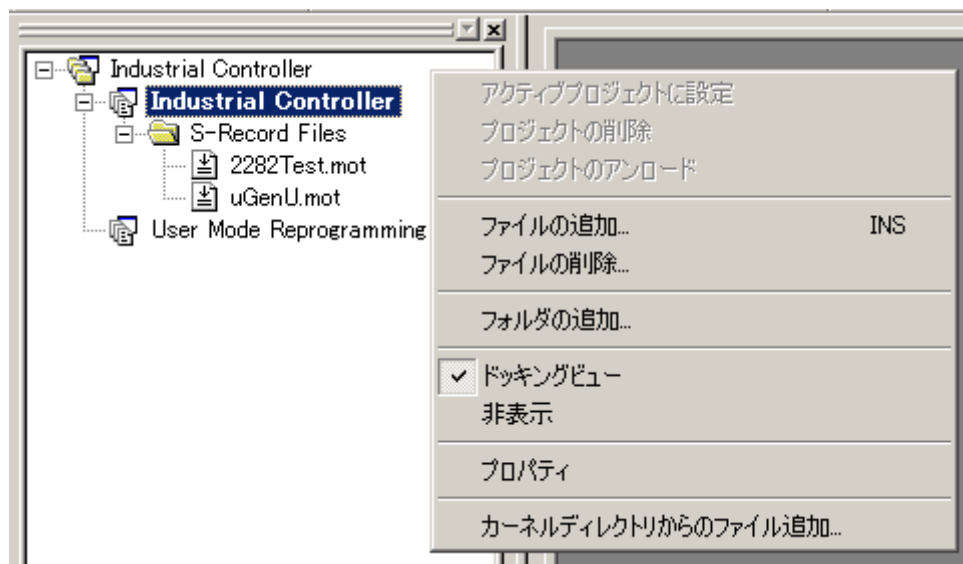 Industrial Controller
Industrial Controller
S-Record Files
2282Test.mot
uGenU.mot
User Mode Reprogramming
アクティブプロジェクトに設定
プロジェクトの削除
プロジェクトのアンロード
ファイルの追加... INS
ファイルの削除...
フォルダの追加...
ドッキングビュー
非表示
プロパティ
カーネルディレクトリからのファイル追加...